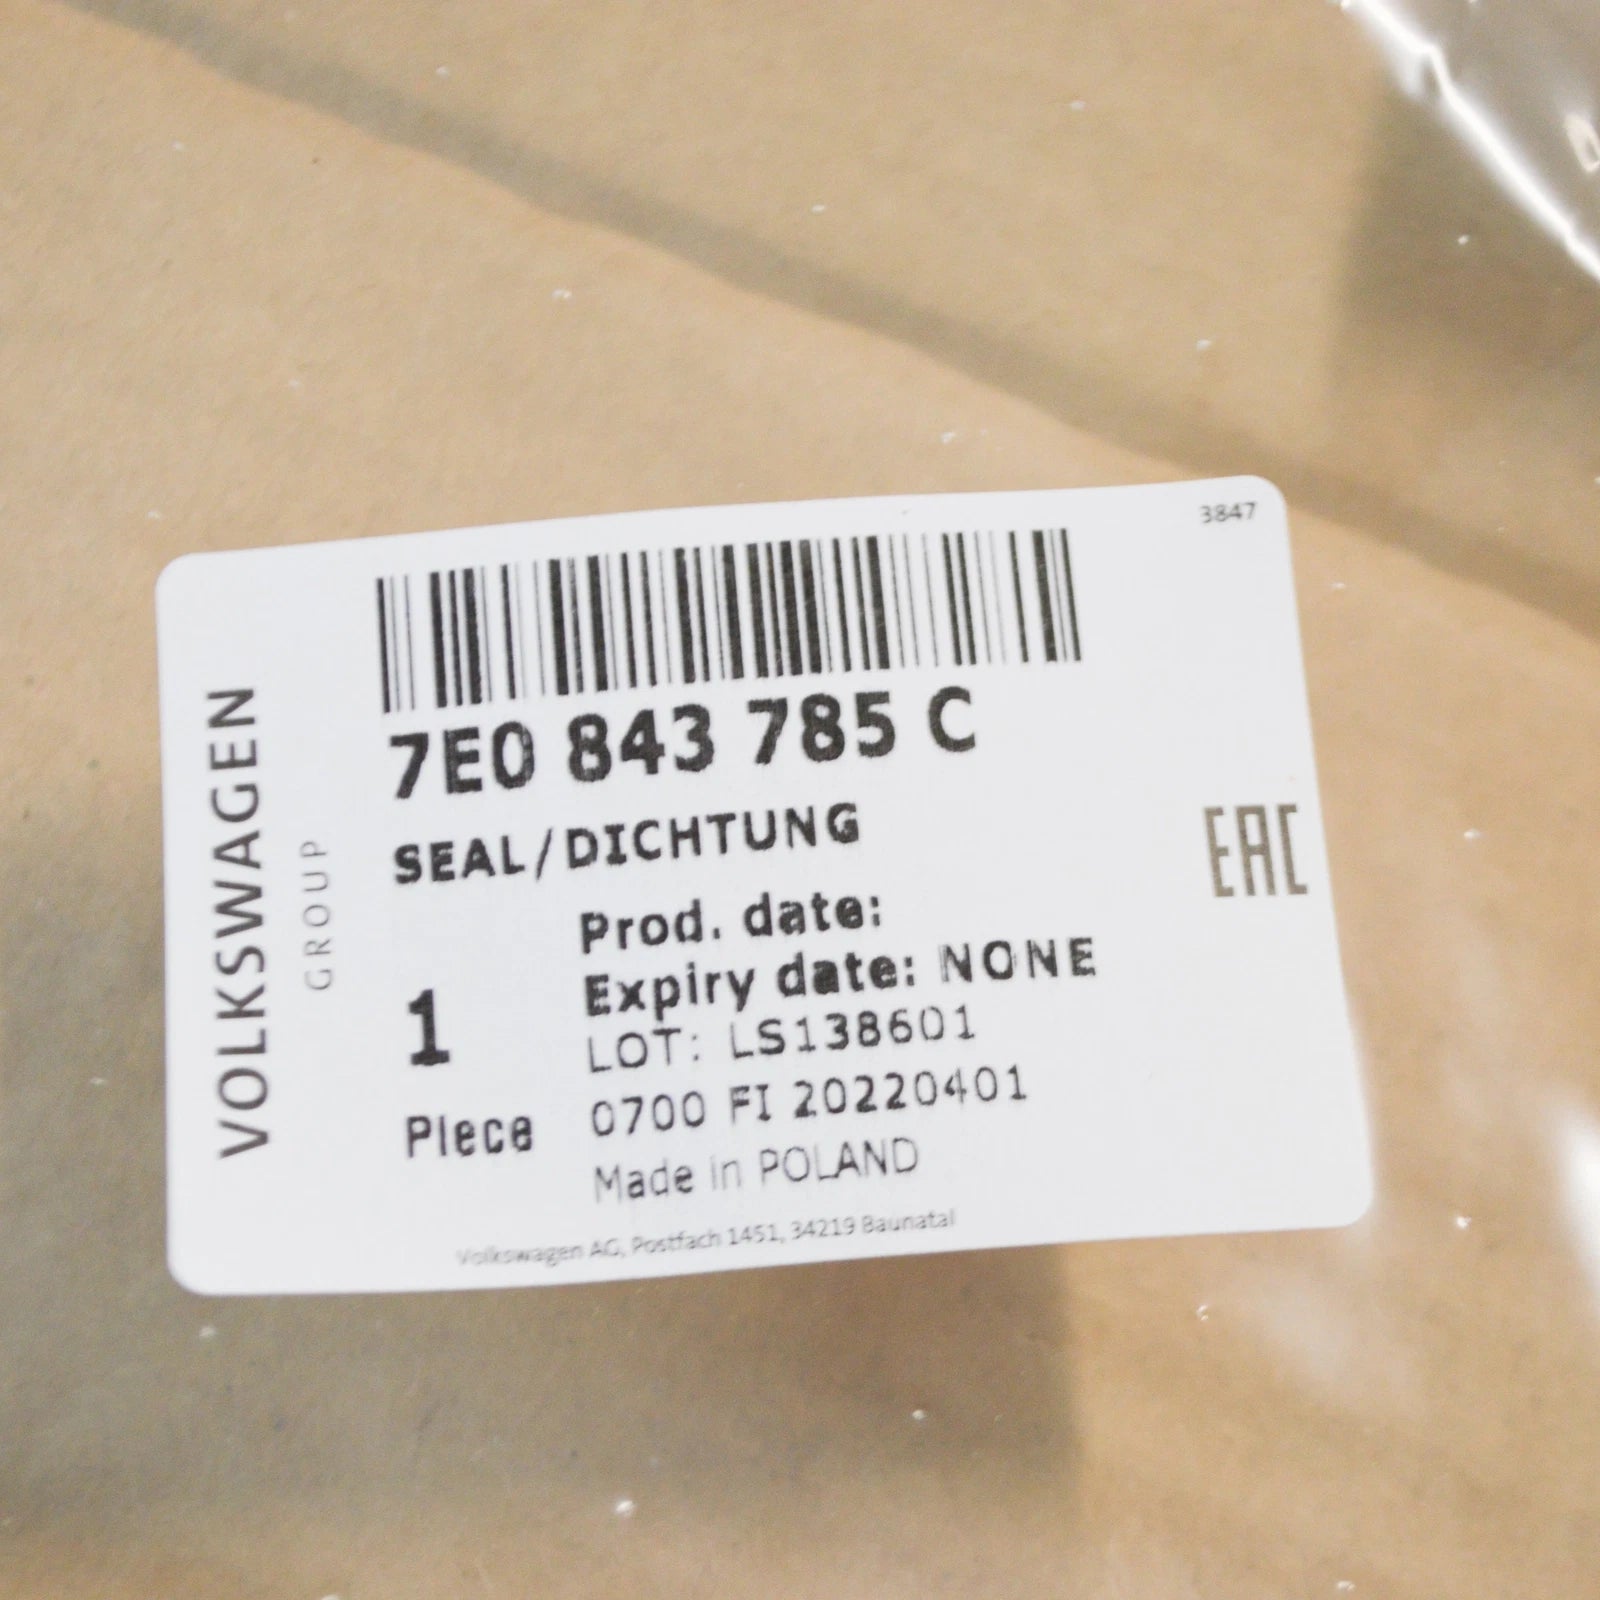 3847
VOLKSWAGEN
GROUP
7E0 843 785 C
SEAL/DICHTUNG
EAC
Prod. date:
Expiry date: NONE
1
LOT: LS138601
Piece
0700 FI 20220401
Made in POLAND
Volkswagen AG, Postfach 1451, 34219 Baunatal